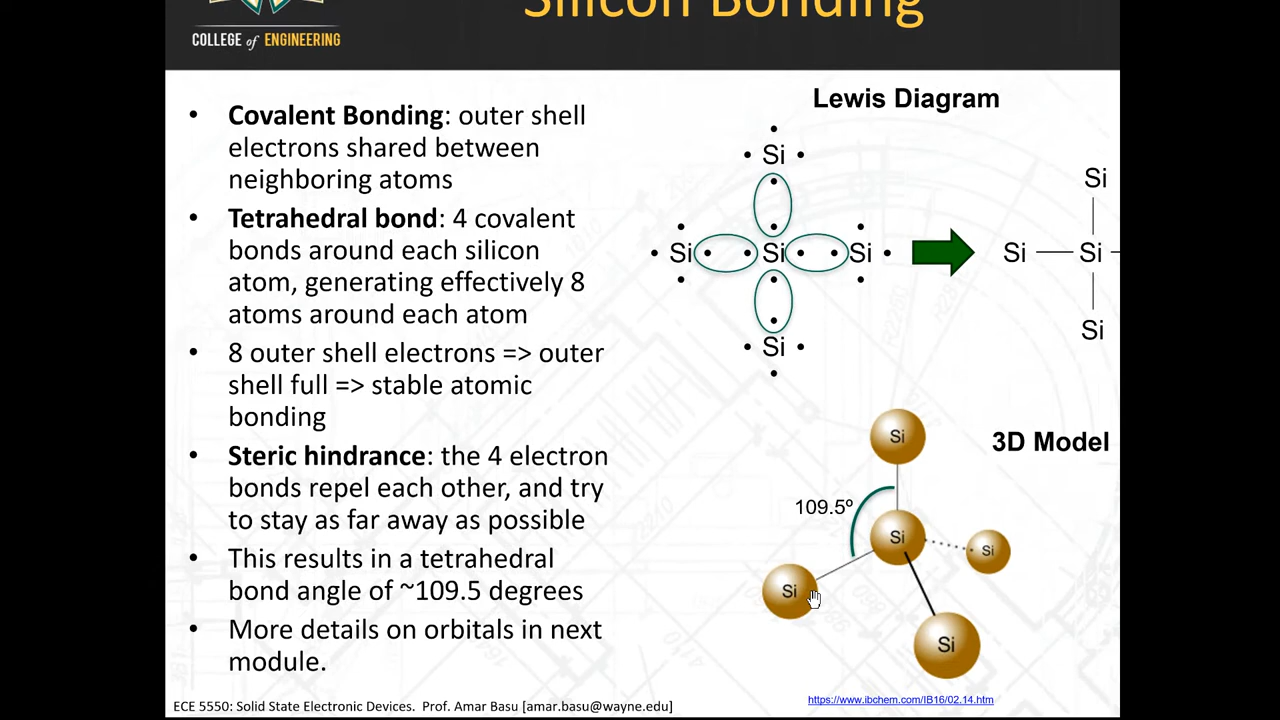 Silicon Bonding
COLLEGE of ENGINEERING
• Covalent Bonding: outer shell
electrons shared between
neighboring atoms
• Tetrahedral bond: 4 covalent
bonds around each silicon
atom, generating effectively 8
atoms around each atom
• 8 outer shell electrons => outer
shell full => stable atomic
bonding
• Steric hindrance: the 4 electron
bonds repel each other, and try
to stay as far away as possible
• This results in a tetrahedral
bond angle of ~109.5 degrees
• More details on orbitals in next
module.
Lewis Diagram
Si
Si Si Si
Si
Si
Si Si
Si
3D Model
Si
109.5º
Si
Si
Si
Si
https://www.ibchem.com/IB16/02.14.htm
ECE 5550: Solid State Electronic Devices. Prof. Amar Basu [amar.basu@wayne.edu]